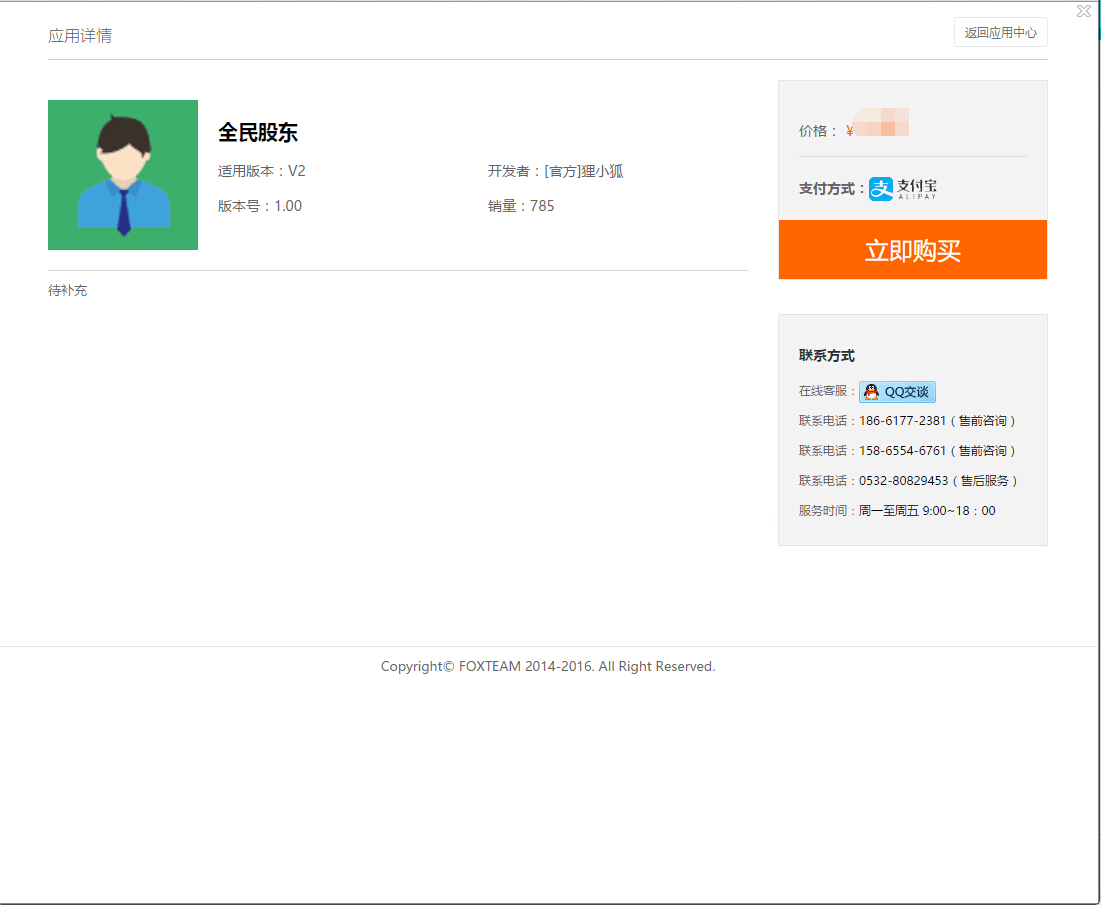 应用详情
返回应用中心
全民股东
适用版本：V2
开发者：[官方]狸小狐
版本号：1.00
销量：785
待补充
价格： ¥
支付方式：支付宝
ALIPAY
立即购买
联系方式
在线客服：QQ交谈
联系电话：186-6177-2381（售前咨询）
联系电话：158-6554-6761（售前咨询）
联系电话：0532-80829453（售后服务）
服务时间：周一至周五 9:00~18：00
Copyright© FOXTEAM 2014-2016. All Right Reserved.